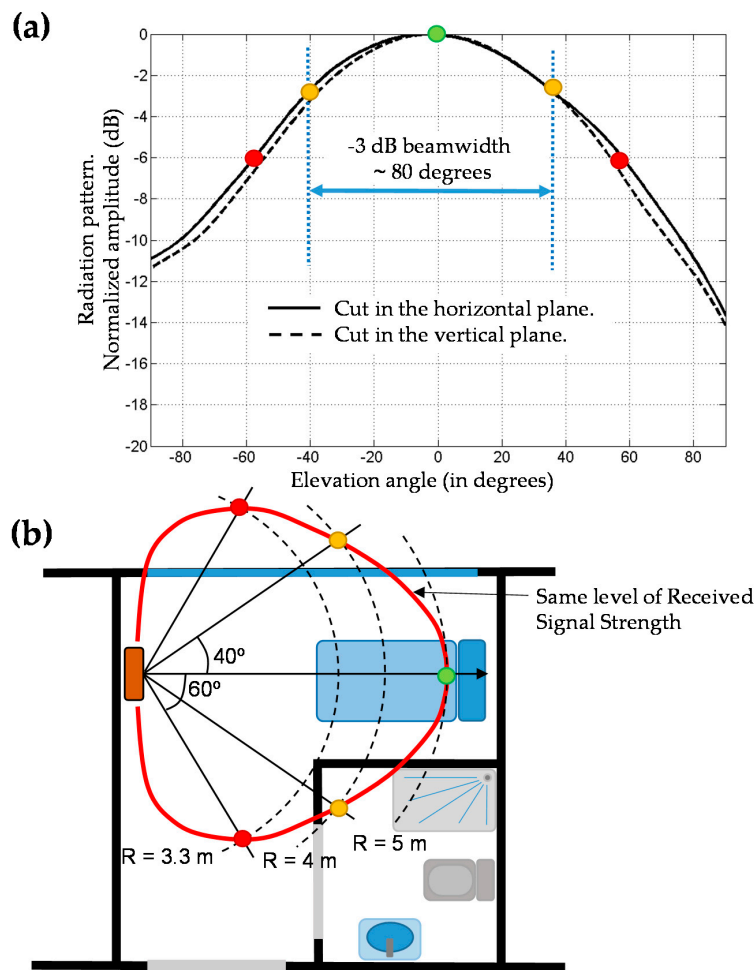 (a)
0
-2
-4
-6
-8
-10
-12
-14
-16
-18
-20
Radiation pattern.
Normalized amplitude (dB)
-3 dB beamwidth
~ 80 degrees
Cut in the horizontal plane.
Cut in the vertical plane.
-80 -60 -40 -20 0 20 40 60 80
Elevation angle (in degrees)
(b)
Same level of Received
Signal Strength
40º
60º
R = 3.3 m
R = 4 m
R = 5 m